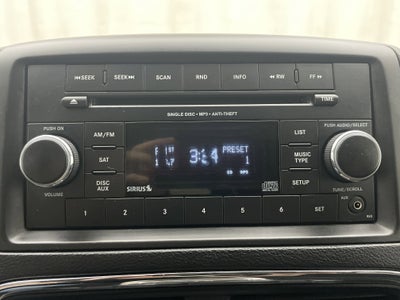 ⏮SEEK SEEK⏭ SCAN RND INFO ◄◄ RW FF ►►
TIME
SINGLE DISC • MP3 • ANTI-THEFT
PUSH ON
AM/FM
SAT
DISC
AUX
VOLUME
PRESET
1
SIRIUS
PUSH AUDIO/SELECT
LIST
MUSIC
TYPE
SETUP
TUNE/SCROLL
AUX
1 2 3 4 5 6 SET